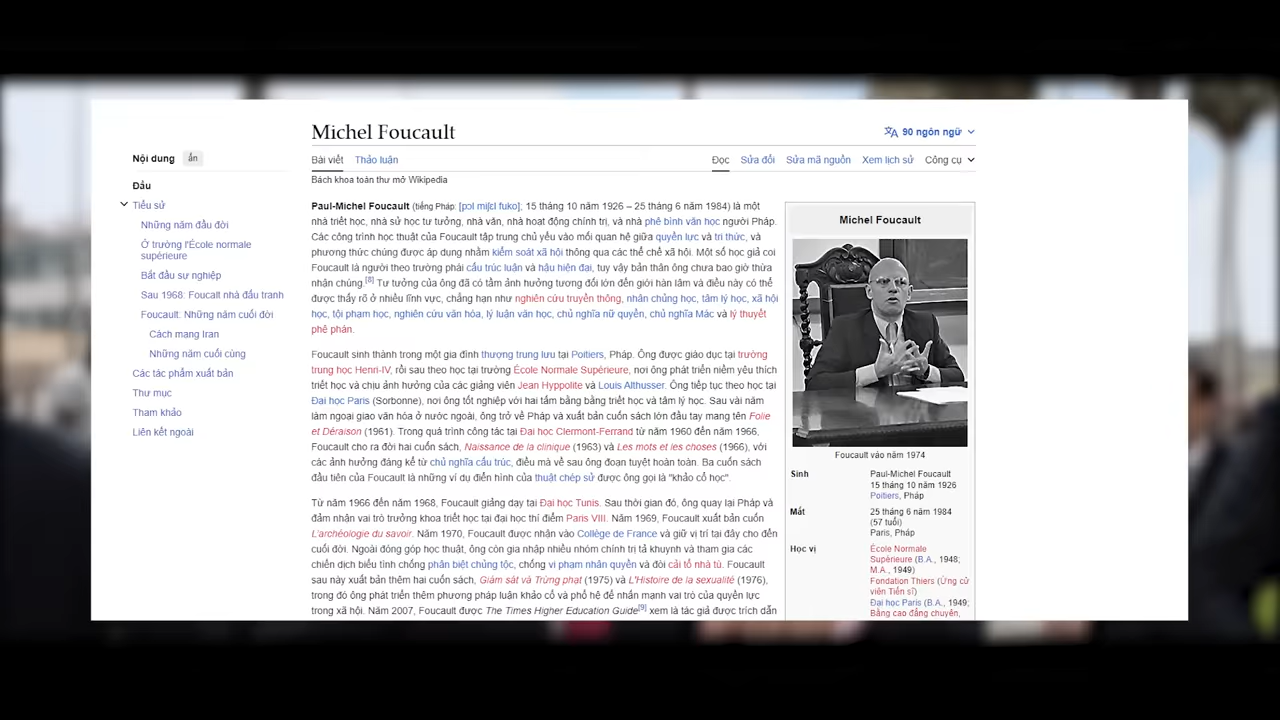 Michel Foucault
90 ngôn ngữ
Nội dung ẩn
Bài viết Thảo luận
Đọc Sửa đổi Sửa mã nguồn Xem lịch sử Công cụ
Bách khoa toàn thư mở Wikipedia
Đầu
Tiểu sử
Những năm đầu đời
Ở trường l'École normale
supérieure
Bắt đầu sự nghiệp
Sau 1968: Foucalt nhà đấu tranh
Foucault: Những năm cuối đời
Cách mạng Iran
Những năm cuối cùng
Các tác phẩm xuất bản
Thư mục
Tham khảo
Liên kết ngoài
Paul-Michel Foucault (tiếng Pháp: [pɔl miʃɛl fuko]; 15 tháng 10 năm 1926 – 25 tháng 6 năm 1984) là một
nhà triết học, nhà sử học tư tưởng, nhà văn, nhà hoạt động chính trị, và nhà phê bình văn học người Pháp.
Các công trình học thuật của Foucault tập trung chủ yếu vào mối quan hệ giữa quyền lực và tri thức, và
phương thức chúng được áp dụng nhằm kiểm soát xã hội thông qua các thể chế xã hội. Một số học giả coi
Foucault là người theo trường phái cấu trúc luận và hậu hiện đại, tuy vậy bản thân ông chưa bao giờ thừa
nhận chúng.[8] Tư tưởng của ông đã có tầm ảnh hưởng tương đối lớn đến giới hàn lâm và điều này có thể
được thấy rõ ở nhiều lĩnh vực, chẳng hạn như nghiên cứu truyền thông, nhân chủng học, tâm lý học, xã hội
học, tội phạm học, nghiên cứu văn hóa, lý luận văn học, chủ nghĩa nữ quyền, chủ nghĩa Mác và lý thuyết
phê phán.
Foucault sinh thành trong một gia đình thượng trung lưu tại Poitiers, Pháp. Ông được giáo dục tại trường
trung học Henri-IV, rồi sau theo học tại trường École Normale Supérieure, nơi ông phát triển niềm yêu thích
triết học và chịu ảnh hưởng của các giảng viên Jean Hyppolite và Louis Althusser. Ông tiếp tục theo học tại
Đại học Paris (Sorbonne), nơi ông tốt nghiệp với hai tấm bằng bằng triết học và tâm lý học. Sau vài năm
làm ngoại giao văn hóa ở nước ngoài, ông trở về Pháp và xuất bản cuốn sách lớn đầu tay mang tên Folie
et Déraison (1961). Trong quá trình công tác tại Đại học Clermont-Ferrand từ năm 1960 đến năm 1966,
Foucault cho ra đời hai cuốn sách, Naissance de la clinique (1963) và Les mots et les choses (1966), với
các ảnh hưởng đáng kể từ chủ nghĩa cấu trúc, điều mà về sau ông đoạn tuyệt hoàn toàn. Ba cuốn sách
đầu tiên của Foucault là những ví dụ điển hình của thuật chép sử được ông gọi là "khảo cổ học".
Từ năm 1966 đến năm 1968, Foucault giảng dạy tại Đại học Tunis. Sau thời gian đó, ông quay lại Pháp và
đảm nhận vai trò trưởng khoa triết học tại đại học thí điểm Paris VIII. Năm 1969, Foucault xuất bản cuốn
L'archéologie du savoir. Năm 1970, Foucault được nhận vào Collège de France và giữ vị trí tại đây cho đến
cuối đời. Ngoài đóng góp học thuật, ông còn gia nhập nhiều nhóm chính trị tả khuynh và tham gia các
chiến dịch biểu tình chống phân biệt chủng tộc, chống vi phạm nhân quyền và đòi cải tổ nhà tù. Foucault
sau này xuất bản thêm hai cuốn sách, Giám sát và Trừng phạt (1975) và L'Histoire de la sexualité (1976),
trong đó ông phát triển thêm phương pháp luận khảo cổ và phổ hệ để nhấn mạnh vai trò của quyền lực
trong xã hội. Năm 2007, Foucault được The Times Higher Education Guide[9] xem là tác giả được trích dẫn
Michel Foucault
Foucault vào năm 1974
Sinh Paul-Michel Foucault
15 tháng 10 năm 1926
Poitiers, Pháp
Mất 25 tháng 6 năm 1984
(57 tuổi)
Paris, Pháp
Học vị École Normale
Supérieure (B.A., 1948;
M.A., 1949)
Fondation Thiers (Ứng cử
viên Tiến sĩ)
Đại học Paris (B.A., 1949;
Bằng cao đẳng chuyên,